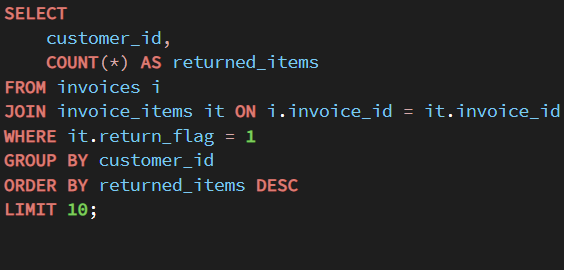 SELECT
    customer_id,
    COUNT(*) AS returned_items
FROM invoices i
JOIN invoice_items it ON i.invoice_id = it.invoice_id
WHERE it.return_flag = 1
GROUP BY customer_id
ORDER BY returned_items DESC
LIMIT 10;